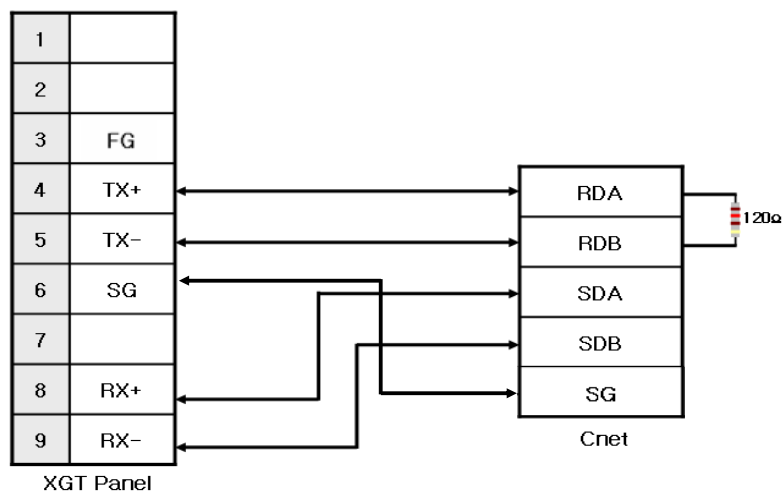 1
2
3 FG
4 TX+
5 TX-
6 SG
7
8 RX+
9 RX-
XGT Panel
RDA
RDB
SDA
SDB
SG
Cnet
120Ω